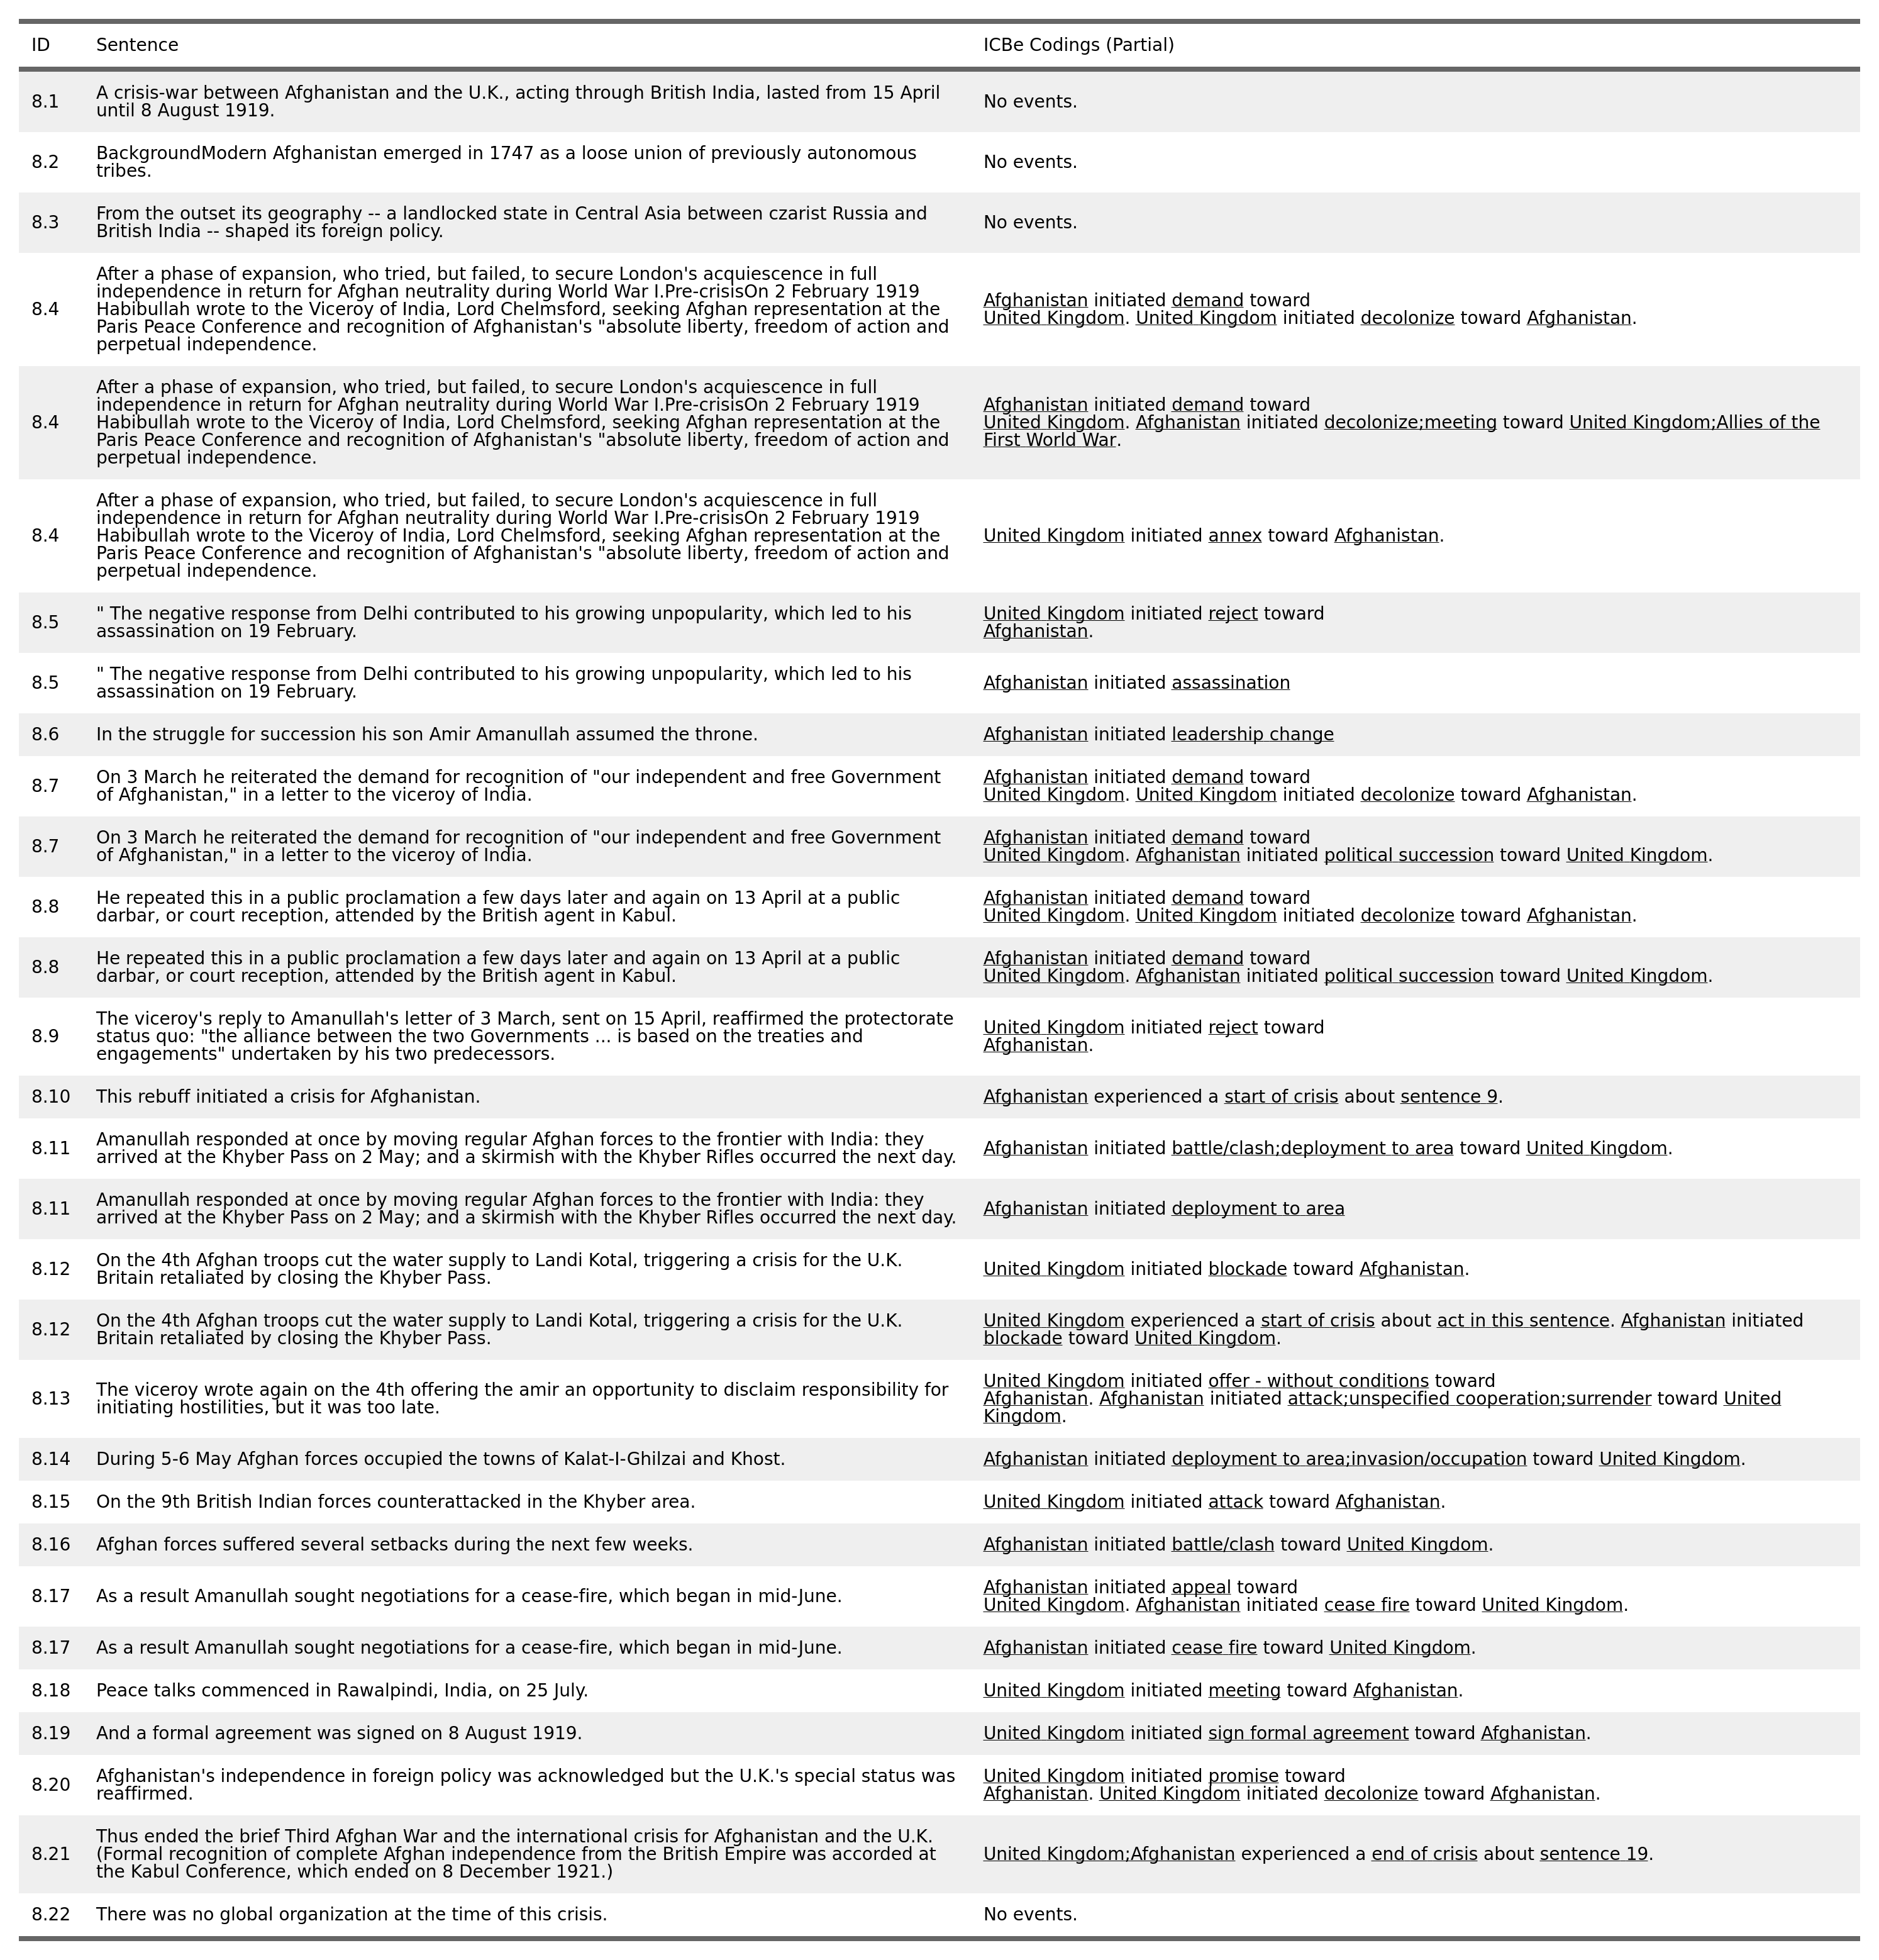 ID Sentence ICBe Codings (Partial)
8.1 A crisis-war between Afghanistan and the U.K., acting through British India, lasted from 15 April
until 8 August 1919.
No events.
8.2 BackgroundModern Afghanistan emerged in 1747 as a loose union of previously autonomous
tribes.
No events.
8.3 From the outset its geography -- a landlocked state in Central Asia between czarist Russia and
British India -- shaped its foreign policy.
No events.
8.4 After a phase of expansion, who tried, but failed, to secure London's acquiescence in full
independence in return for Afghan neutrality during World War I.Pre-crisisOn 2 February 1919
Habibullah wrote to the Viceroy of India, Lord Chelmsford, seeking Afghan representation at the
Paris Peace Conference and recognition of Afghanistan's "absolute liberty, freedom of action and
perpetual independence.
Afghanistan initiated demand toward
United Kingdom. United Kingdom initiated decolonize toward Afghanistan.
8.4 After a phase of expansion, who tried, but failed, to secure London's acquiescence in full
independence in return for Afghan neutrality during World War I.Pre-crisisOn 2 February 1919
Habibullah wrote to the Viceroy of India, Lord Chelmsford, seeking Afghan representation at the
Paris Peace Conference and recognition of Afghanistan's "absolute liberty, freedom of action and
perpetual independence.
Afghanistan initiated demand toward
United Kingdom. Afghanistan initiated decolonize;meeting toward United Kingdom;Allies of the
First World War.
8.4 After a phase of expansion, who tried, but failed, to secure London's acquiescence in full
independence in return for Afghan neutrality during World War I.Pre-crisisOn 2 February 1919
Habibullah wrote to the Viceroy of India, Lord Chelmsford, seeking Afghan representation at the
Paris Peace Conference and recognition of Afghanistan's "absolute liberty, freedom of action and
perpetual independence.
United Kingdom initiated annex toward Afghanistan.
8.5 " The negative response from Delhi contributed to his growing unpopularity, which led to his
assassination on 19 February.
United Kingdom initiated reject toward
Afghanistan.
8.5 " The negative response from Delhi contributed to his growing unpopularity, which led to his
assassination on 19 February.
Afghanistan initiated assassination
8.6 In the struggle for succession his son Amir Amanullah assumed the throne.
Afghanistan initiated leadership change
8.7 On 3 March he reiterated the demand for recognition of "our independent and free Government
of Afghanistan," in a letter to the viceroy of India.
Afghanistan initiated demand toward
United Kingdom. United Kingdom initiated decolonize toward Afghanistan.
8.7 On 3 March he reiterated the demand for recognition of "our independent and free Government
of Afghanistan," in a letter to the viceroy of India.
Afghanistan initiated demand toward
United Kingdom. Afghanistan initiated political succession toward United Kingdom.
8.8 He repeated this in a public proclamation a few days later and again on 13 April at a public
darbar, or court reception, attended by the British agent in Kabul.
Afghanistan initiated demand toward
United Kingdom. United Kingdom initiated decolonize toward Afghanistan.
8.8 He repeated this in a public proclamation a few days later and again on 13 April at a public
darbar, or court reception, attended by the British agent in Kabul.
Afghanistan initiated demand toward
United Kingdom. Afghanistan initiated political succession toward United Kingdom.
8.9 The viceroy's reply to Amanullah's letter of 3 March, sent on 15 April, reaffirmed the protectorate
status quo: "the alliance between the two Governments ... is based on the treaties and
engagements" undertaken by his two predecessors.
United Kingdom initiated reject toward
Afghanistan.
8.10 This rebuff initiated a crisis for Afghanistan.
Afghanistan experienced a start of crisis about sentence 9.
8.11 Amanullah responded at once by moving regular Afghan forces to the frontier with India: they
arrived at the Khyber Pass on 2 May; and a skirmish with the Khyber Rifles occurred the next day.
Afghanistan initiated battle/clash;deployment to area toward United Kingdom.
8.11 Amanullah responded at once by moving regular Afghan forces to the frontier with India: they
arrived at the Khyber Pass on 2 May; and a skirmish with the Khyber Rifles occurred the next day.
Afghanistan initiated deployment to area
8.12 On the 4th Afghan troops cut the water supply to Landi Kotal, triggering a crisis for the U.K.
Britain retaliated by closing the Khyber Pass.
United Kingdom initiated blockade toward Afghanistan.
8.12 On the 4th Afghan troops cut the water supply to Landi Kotal, triggering a crisis for the U.K.
Britain retaliated by closing the Khyber Pass.
United Kingdom experienced a start of crisis about act in this sentence. Afghanistan initiated
blockade toward United Kingdom.
8.13 The viceroy wrote again on the 4th offering the amir an opportunity to disclaim responsibility for
initiating hostilities, but it was too late.
United Kingdom initiated offer - without conditions toward
Afghanistan. Afghanistan initiated attack;unspecified cooperation;surrender toward United
Kingdom.
8.14 During 5-6 May Afghan forces occupied the towns of Kalat-I-Ghilzai and Khost.
Afghanistan initiated deployment to area;invasion/occupation toward United Kingdom.
8.15 On the 9th British Indian forces counterattacked in the Khyber area.
United Kingdom initiated attack toward Afghanistan.
8.16 Afghan forces suffered several setbacks during the next few weeks.
Afghanistan initiated battle/clash toward United Kingdom.
8.17 As a result Amanullah sought negotiations for a cease-fire, which began in mid-June.
Afghanistan initiated appeal toward
United Kingdom. Afghanistan initiated cease fire toward United Kingdom.
8.17 As a result Amanullah sought negotiations for a cease-fire, which began in mid-June.
Afghanistan initiated cease fire toward United Kingdom.
8.18 Peace talks commenced in Rawalpindi, India, on 25 July.
United Kingdom initiated meeting toward Afghanistan.
8.19 And a formal agreement was signed on 8 August 1919.
United Kingdom initiated sign formal agreement toward Afghanistan.
8.20 Afghanistan's independence in foreign policy was acknowledged but the U.K.'s special status was
reaffirmed.
United Kingdom initiated promise toward
Afghanistan. United Kingdom initiated decolonize toward Afghanistan.
8.21 Thus ended the brief Third Afghan War and the international crisis for Afghanistan and the U.K.
(Formal recognition of complete Afghan independence from the British Empire was accorded at
the Kabul Conference, which ended on 8 December 1921.)
United Kingdom;Afghanistan experienced a end of crisis about sentence 19.
8.22 There was no global organization at the time of this crisis.
No events.